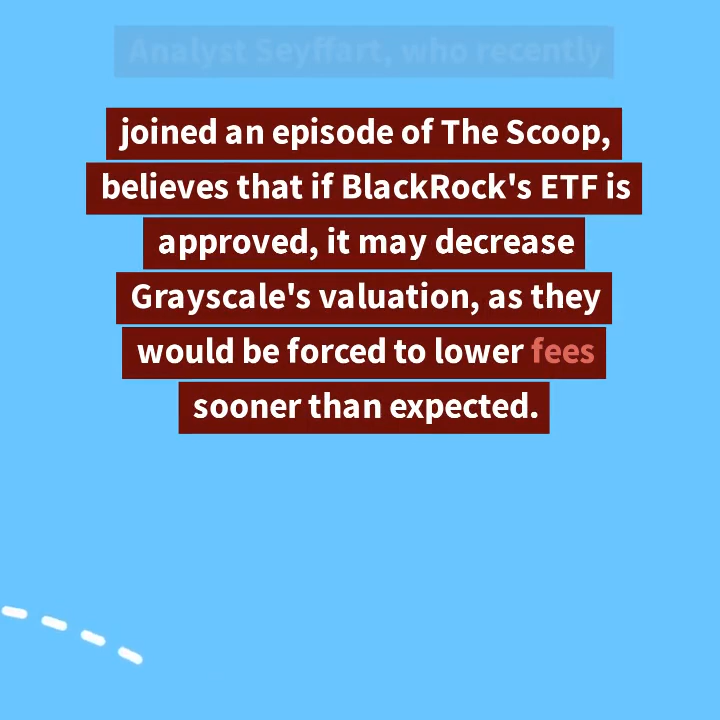 Analyst Seyffart, who recently
joined an episode of The Scoop,
believes that if BlackRock's ETF is
approved, it may decrease
Grayscale's valuation, as they
would be forced to lower fees
sooner than expected.